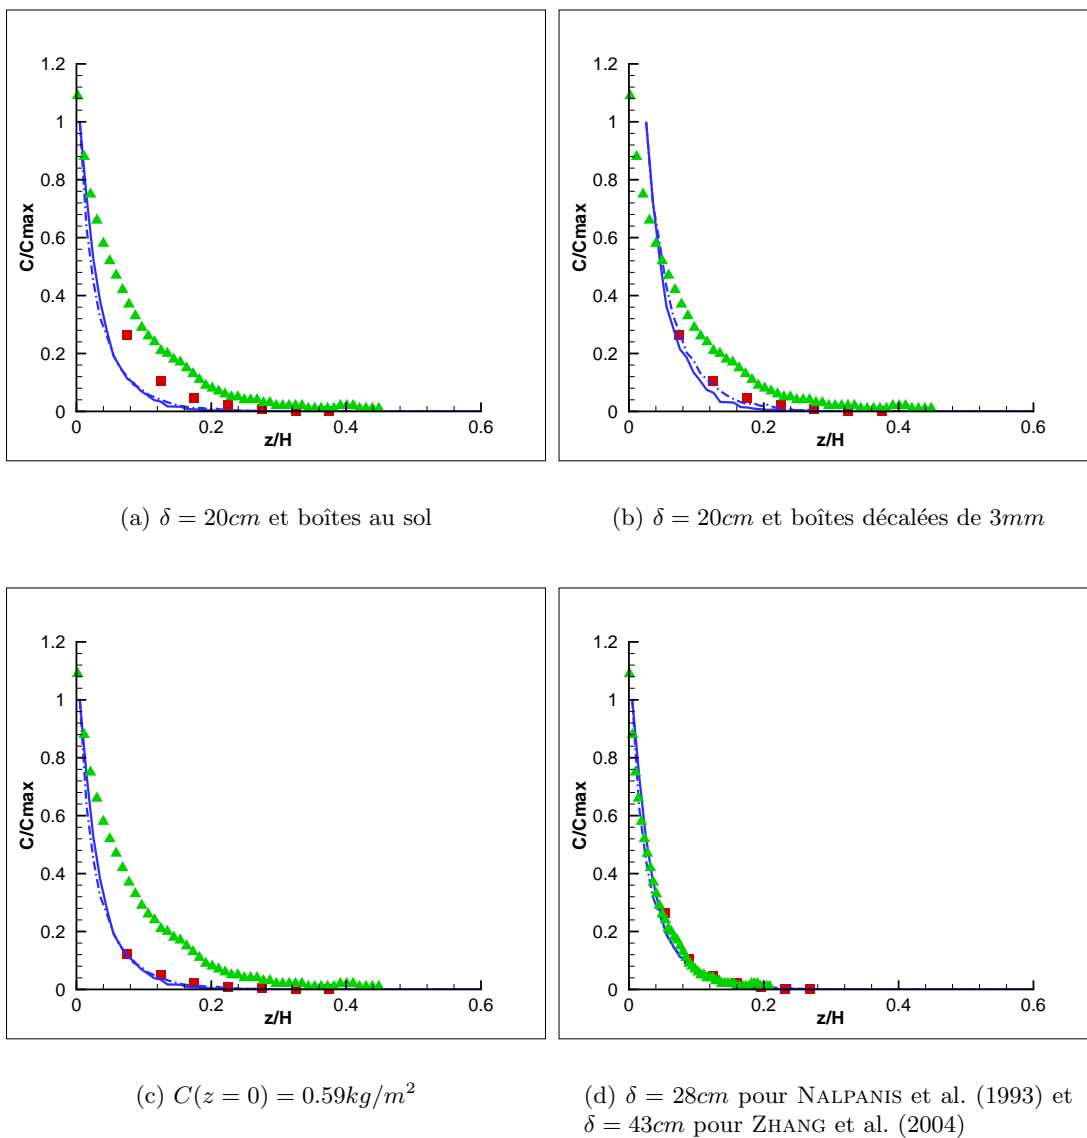 1.2
1
0.8
0.6
0.4
0.2
0
C/Cmax
0 0.2 0.4 0.6
z/H
1.2
1
0.8
0.6
0.4
0.2
0
C/Cmax
0 0.2 0.4 0.6
z/H
(a) δ = 20cm et boîtes au sol
(b) δ = 20cm et boîtes décalées de 3mm
1.2
1
0.8
0.6
0.4
0.2
0
C/Cmax
0 0.2 0.4 0.6
z/H
1.2
1
0.8
0.6
0.4
0.2
0
C/Cmax
0 0.2 0.4 0.6
z/H
(c) C(z = 0) = 0.59kg/m²
(d) δ = 28cm pour NALPANIS et al. (1993) et
δ = 43cm pour ZHANG et al. (2004)